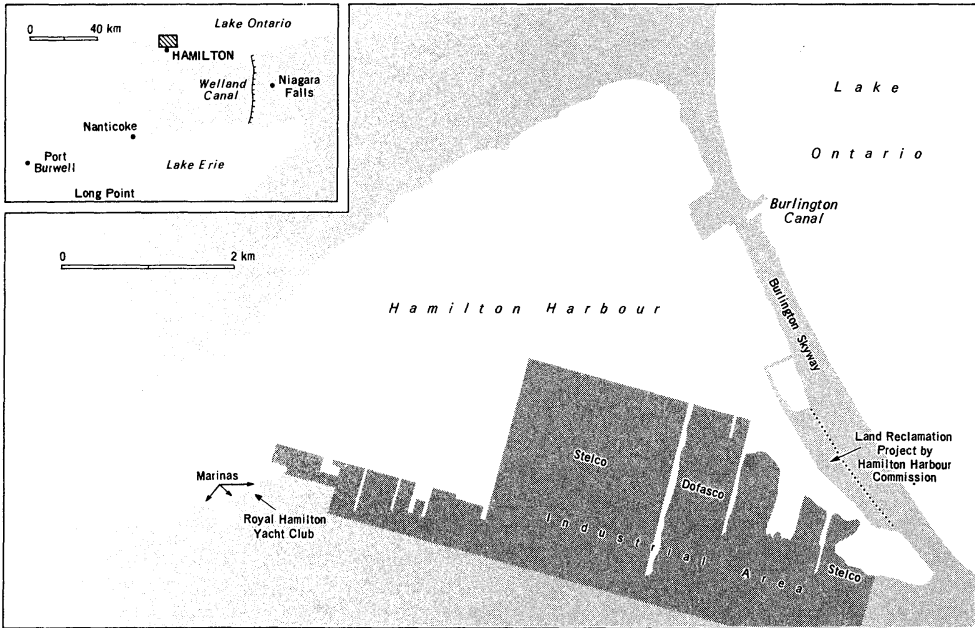 0 40 km
Lake Ontario
HAMILTON
Welland
Canal
Niagara
Falls
Nanticoke
Port
Burwell
Lake Erie
Long Point
0 2 km
Lake
Ontario
Burlington
Canal
Hamilton Harbour
Burlington Skyway
Land Reclamation
Project by
Hamilton Harbour
Commission
Stelco
Dofasco
Marinas
Royal Hamilton
Yacht Club
Industrial Area
Stelco